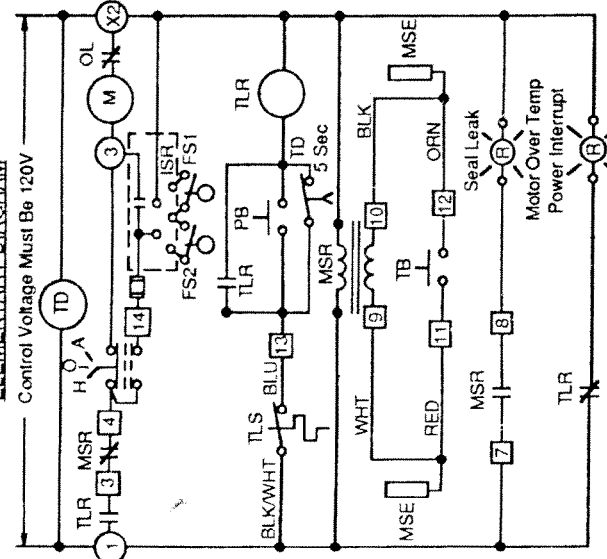 ELEMENTARY DIAGRAM
Control Voltage Must Be 120V
TD
1
TLR
3
MSR
4
H
O
A
14
3
M
OL
X2
ISR
FS2
FS1
BLK/WHT
TLS
BLU
13
TLR
PB
TD
5 Sec
TLR
MSR
WHT
9
10
BLK
MSE
RED
11
TB
12
ORN
MSE
7
MSR
8
Seal Leak
R
Motor Over Temp
Power Interrupt
TLR
R